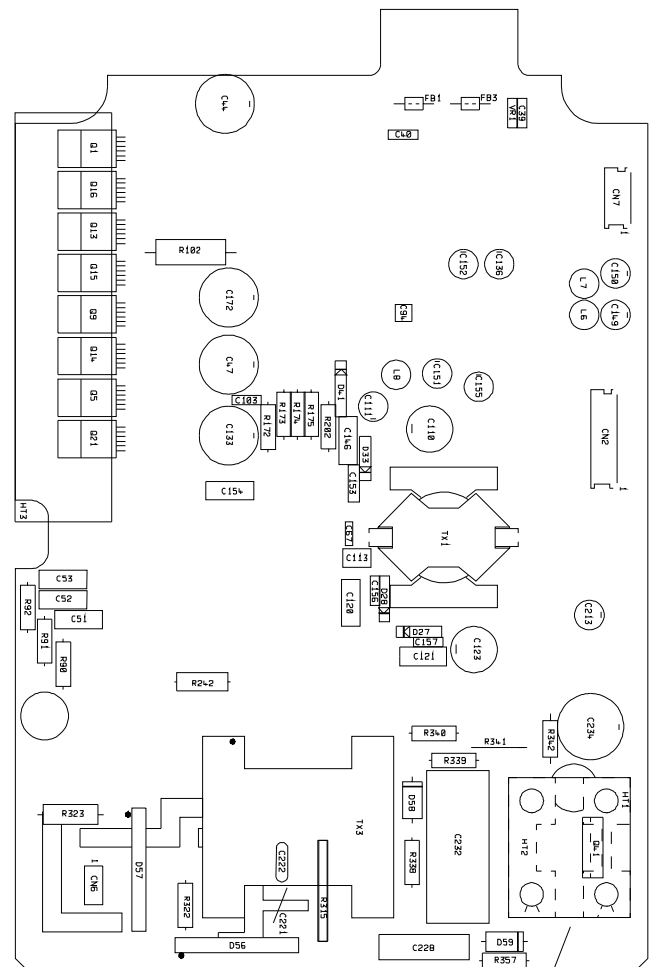 C44
FB1
FB3
VR1
C39
C40
Q1
Q16
Q13
Q15
Q9
Q14
Q5
Q21
HT3
CN7
1
R102
C172
C47
C133
C103
R172
R173
R174
R175
R202
D41
C146
D33
C153
C111
L8
C151
C155
C110
C94
C152
C136
L7
L6
C150
C149
CN2
1
C154
TX1
C67
C113
C120
C156
D28
D27
C157
C121
C123
C213
C53
C52
C51
R92
R91
R90
R242
R340
R341
R342
C234
R339
D58
C232
R338
HT1
HT2
Q41
TX3
C222
C221
R315
R323
D57
1
CN6
R322
D56
C228
D59
R357